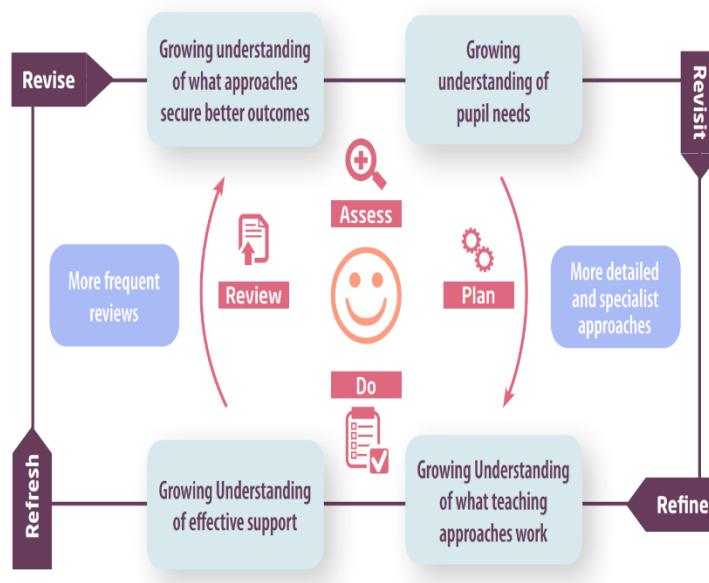 Revise
Growing understanding
of what approaches
secure better outcomes
Growing
understanding of
pupil needs
Revisit
Assess
More frequent
reviews
Review
Plan
More detailed
and specialist
approaches
Do
Refresh
Growing Understanding
of effective support
Growing Understanding
of what teaching
approaches work
Refine